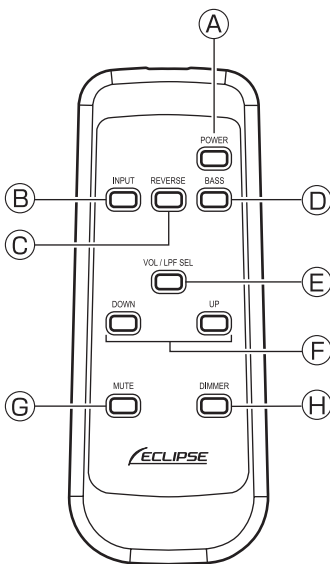 A
POWER
INPUT REVERSE BASS
B
D
C
VOL / LPF SEL
E
DOWN UP
F
MUTE DIMMER
G
H
ECLIPSE